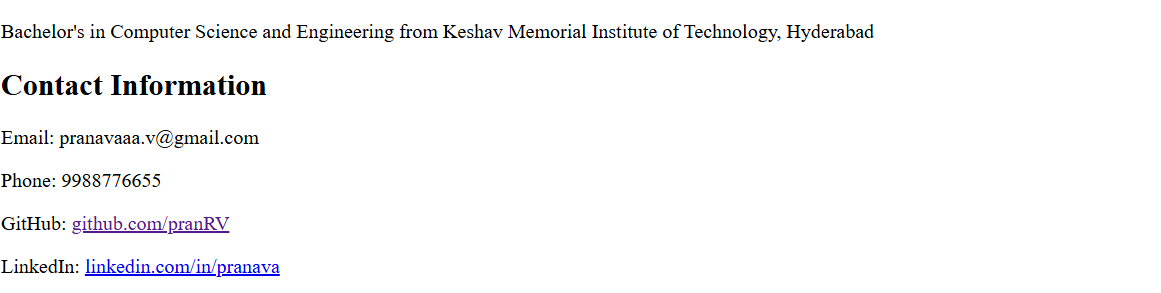 Bachelor's in Computer Science and Engineering from Keshav Memorial Institute of Technology, Hyderabad
Contact Information
Email: pranavaaa.v@gmail.com
Phone: 9988776655
GitHub: github.com/pranRV
LinkedIn: linkedin.com/in/pranava